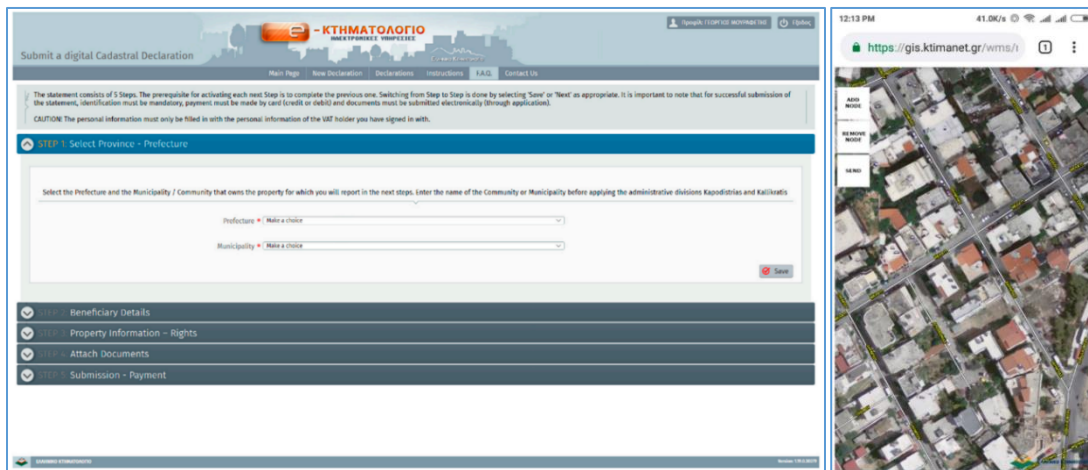 e - ΚΤΗΜΑΤΟΛΟΓΙΟ
ΗΛΕΚΤΡΟΝΙΚΕΣ ΥΠΗΡΕΣΙΕΣ
Submit a digital Cadastral Declaration
Main Page New Declaration Declarations Instructions F.A.Q. Contact Us
The statement consists of 5 Steps. The prerequisite for activating each next Step is to complete the previous one. Switching from Step to Step is done by selecting 'Save' or 'Next' as appropriate. It is important to note that for successful submission of
the statement, identification must be mandatory, payment must be made by card (credit or debit) and documents must be submitted electronically (through application).
CAUTION! The personal information must only be filled in with the personal information of the VAT holder you have signed in with.
STEP 1: Select Province - Prefecture
Select the Prefecture and the Municipality / Community that owns the property for which you will report in the next steps. Enter the name of the Community or Municipality before applying the administrative divisions Kapodistrias and Kallikratis
Prefecture * Make a choice
Municipality * Make a choice
Save
STEP 2: Beneficiary Details
STEP 3: Property Information - Rights
STEP 4: Attach Documents
STEP 5: Submission - Payment
ΕΛΛΗΝΙΚΟ ΚΤΗΜΑΤΟΛΟΓΙΟ
12:13 PM 41.0K/s
https://gis.ktimanet.gr/wms/
1
ADD
NODE
REMOVE
NODE
SEND